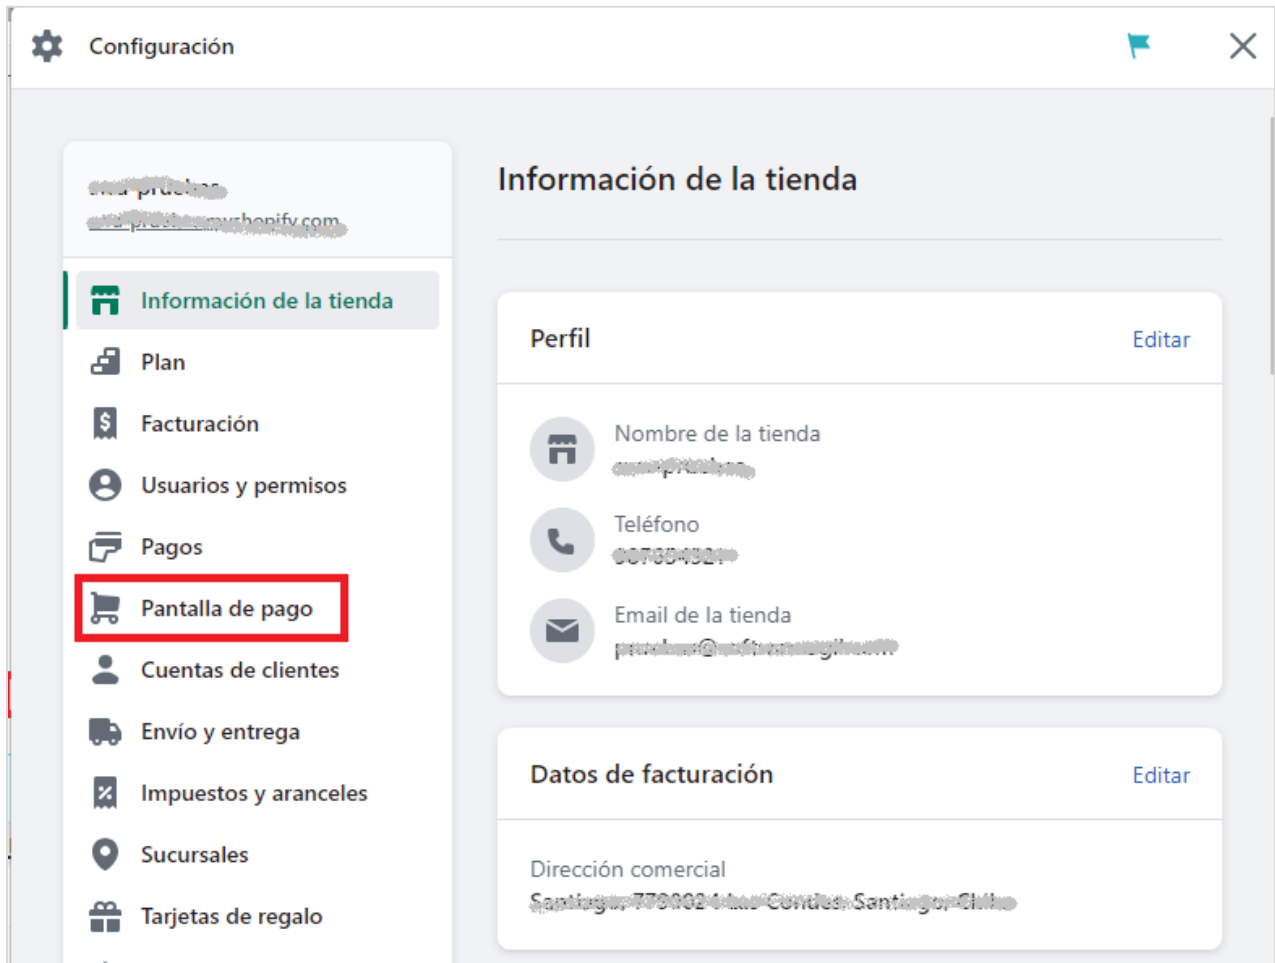 Configuración
Información de la tienda
Información de la tienda
Plan
Facturación
Usuarios y permisos
Pagos
Pantalla de pago
Cuentas de clientes
Envío y entrega
Impuestos y aranceles
Sucursales
Tarjetas de regalo
Perfil
Editar
Nombre de la tienda
Teléfono
Email de la tienda
Datos de facturación
Editar
Dirección comercial